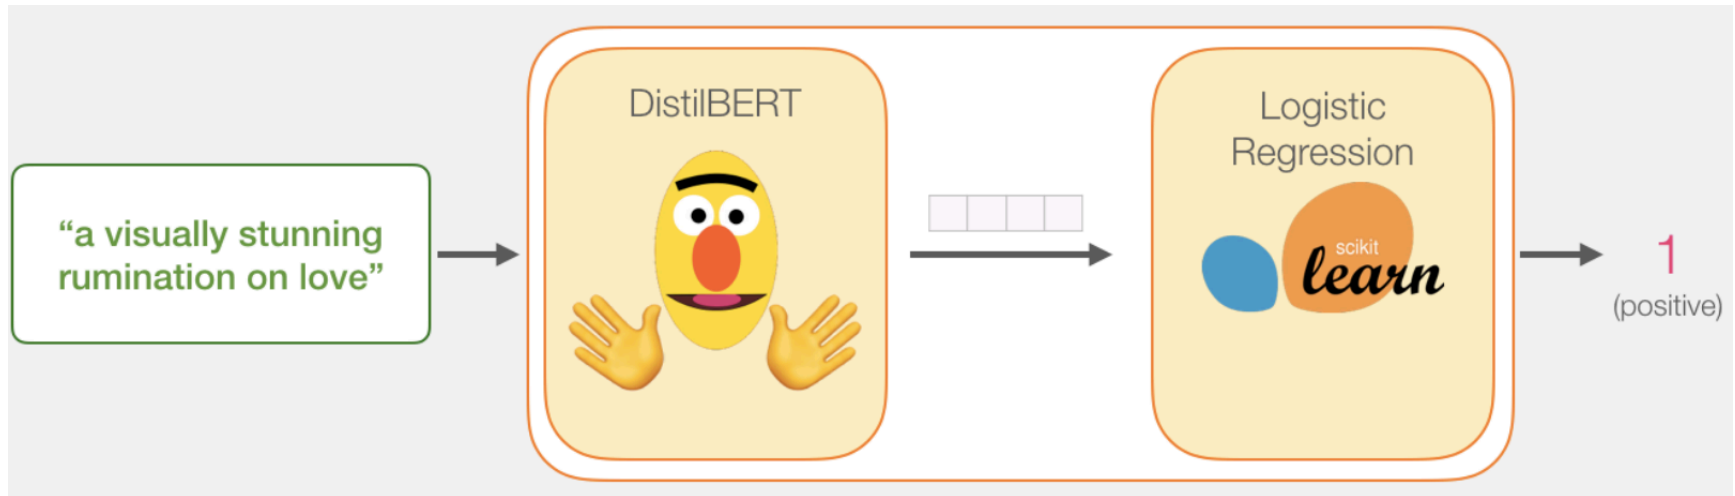 “a visually stunning
rumination on love”
DistilBERT
Logistic
Regression
scikit
learn
1
(positive)